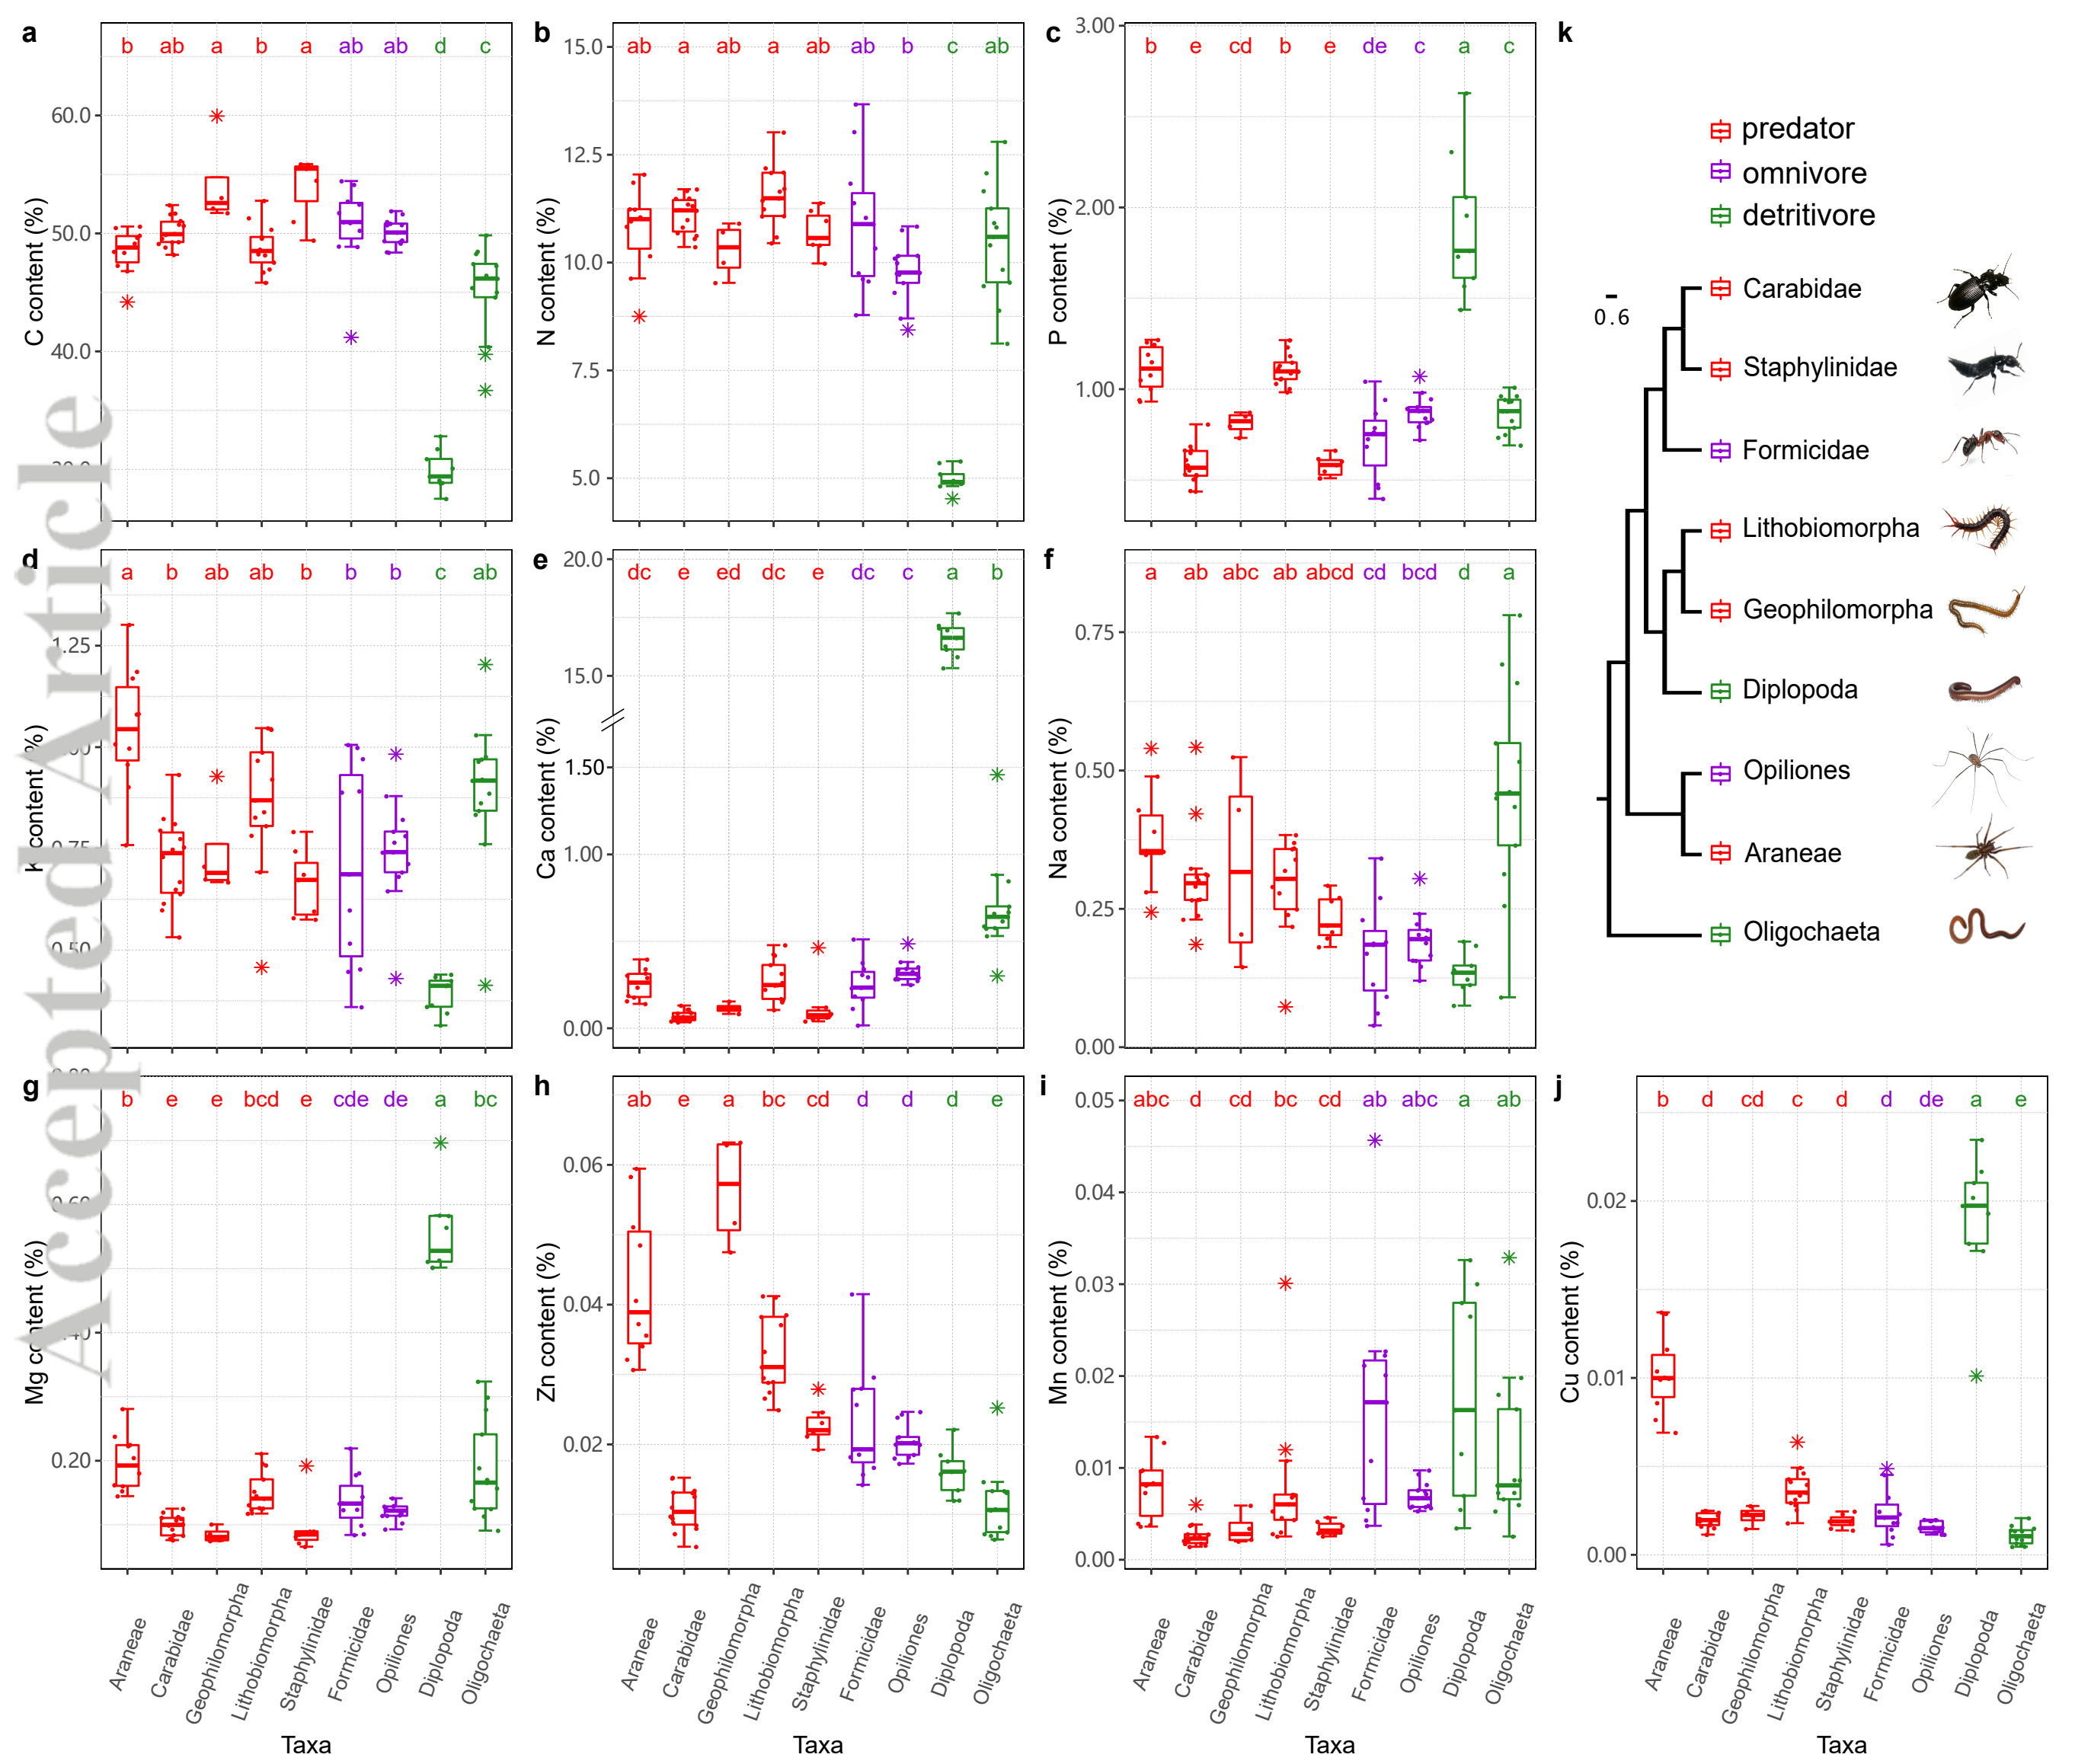 a
b ab a b a ab ab d c
C content (%)
60.0
50.0
40.0
b
ab a ab a ab ab b c ab
N content (%)
15.0
12.5
10.0
7.5
5.0
c
b e cd b e de c a c
P content (%)
3.00
2.00
1.00
k
predator
omnivore
detritivore
0.6
Carabidae
Staphylinidae
Formicidae
Lithobiomorpha
Geophilomorpha
Diplopoda
Opiliones
Araneae
Oligochaeta
d
a b ab ab b b b c ab
K content (%)
1.25
0.75
0.50
e
dc e ed dc e dc c a b
Ca content (%)
20.0
15.0
1.50
1.00
0.00
f
a ab abc ab abcd cd bcd d a
Na content (%)
0.75
0.50
0.25
0.00
g
b e e bcd e cde de a bc
Mg content (%)
0.20
h
ab e a bc cd d d d e
Zn content (%)
0.06
0.04
0.02
i
abc d cd bc cd ab abc a ab
Mn content (%)
0.05
0.04
0.03
0.02
0.01
0.00
j
b d cd c d d de a e
Cu content (%)
0.02
0.01
0.00
Araneae Carabidae Geophilomorpha Lithobiomorpha Staphylinidae Formicidae Opiliones Diplopoda Oligochaeta
Taxa
Araneae Carabidae Geophilomorpha Lithobiomorpha Staphylinidae Formicidae Opiliones Diplopoda Oligochaeta
Taxa
Araneae Carabidae Geophilomorpha Lithobiomorpha Staphylinidae Formicidae Opiliones Diplopoda Oligochaeta
Taxa
Araneae Carabidae Geophilomorpha Lithobiomorpha Staphylinidae Formicidae Opiliones Diplopoda Oligochaeta
Taxa
Accepted Article